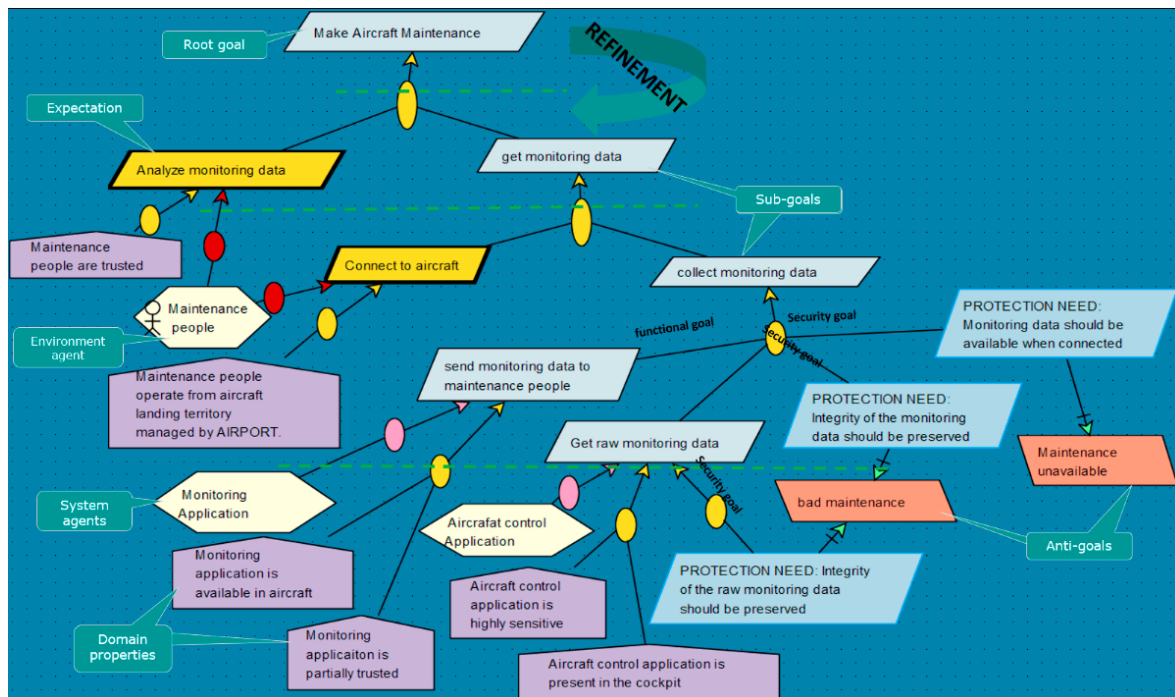 Make Aircraft Maintenance
Root goal
REFINEMENT
Expectation
Analyze monitoring data
get monitoring data
Sub-goals
Maintenance
people are trusted
Connect to aircraft
collect monitoring data
Maintenance
people
Environment
agent
functional goal
Security goal
Security goal
PROTECTION NEED:
Monitoring data should be
available when connected
Maintenance people
operate from aircraft
landing territory
managed by AIRPORT.
send monitoring data to
maintenance people
PROTECTION NEED:
Integrity of the monitoring
data should be preserved
Get raw monitoring data
Maintenance
unavailable
Security goal
System
agents
Monitoring
Application
Aircrafat control
Application
bad maintenance
Anti-goals
Monitoring
application is
available in aircraft
Aircraft control
application is
highly sensitive
PROTECTION NEED: Integrity
of the raw monitoring data
should be preserved
Domain
properties
Monitoring
applicaiton is
partially trusted
Aircraft control application is
present in the cockpit